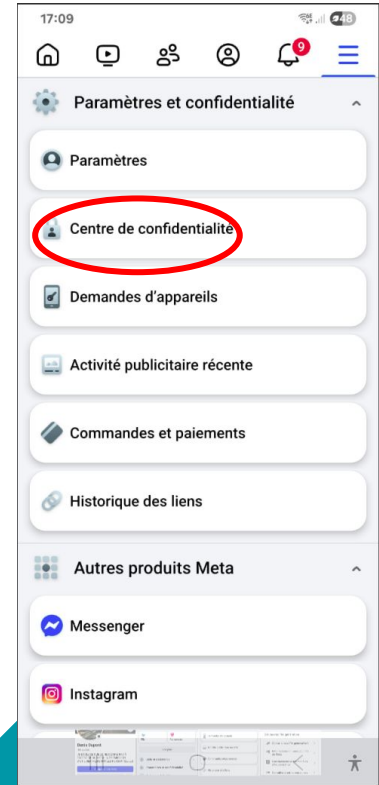 17:09
48
9
Paramètres et confidentialité
Paramètres
Centre de confidentialité
Demandes d'appareils
Activité publicitaire récente
Commandes et paiements
Historique des liens
Autres produits Meta
Messenger
Instagram